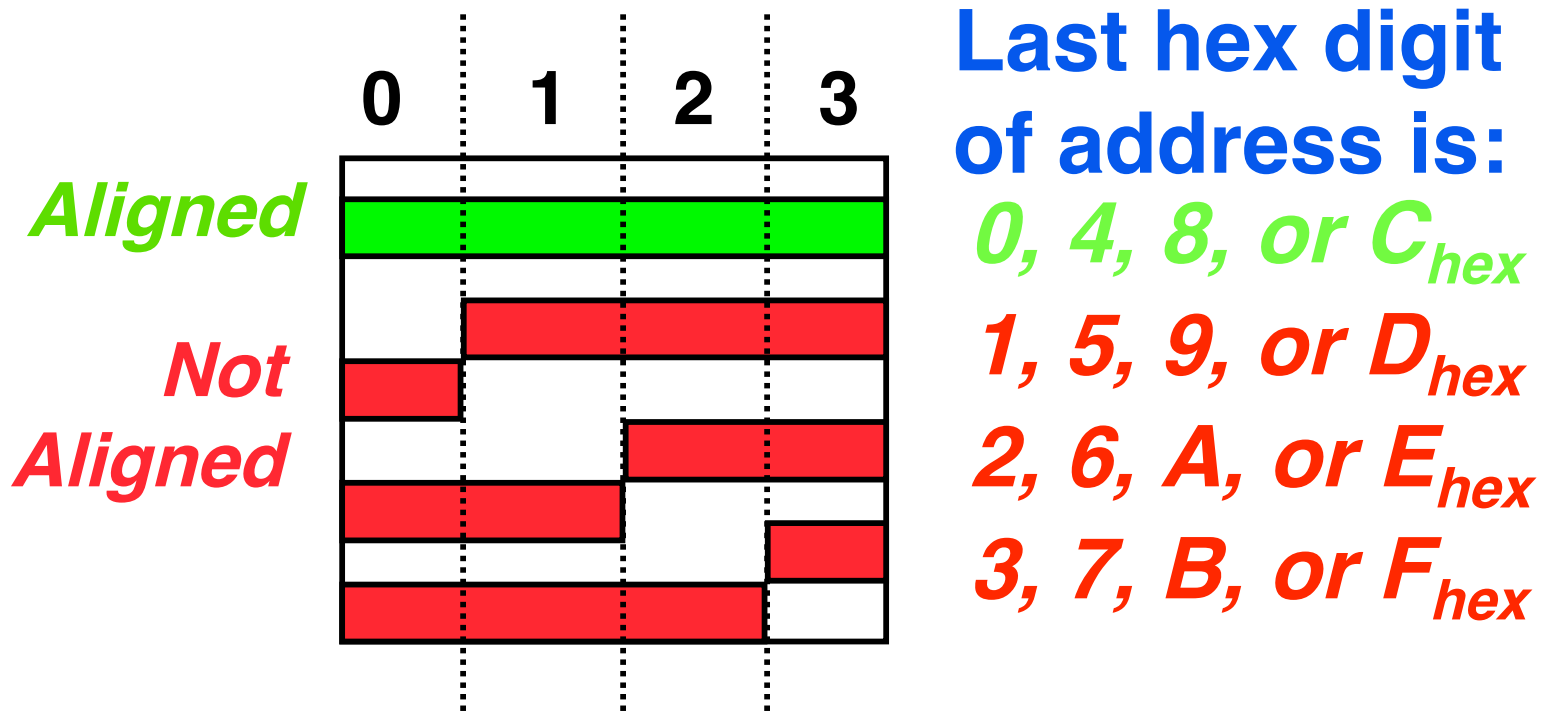 0 1 2 3
Aligned
Not
Aligned
Last hex digit
of address is:
0, 4, 8, or Chex
1, 5, 9, or Dhex
2, 6, A, or Ehex
3, 7, B, or Fhex